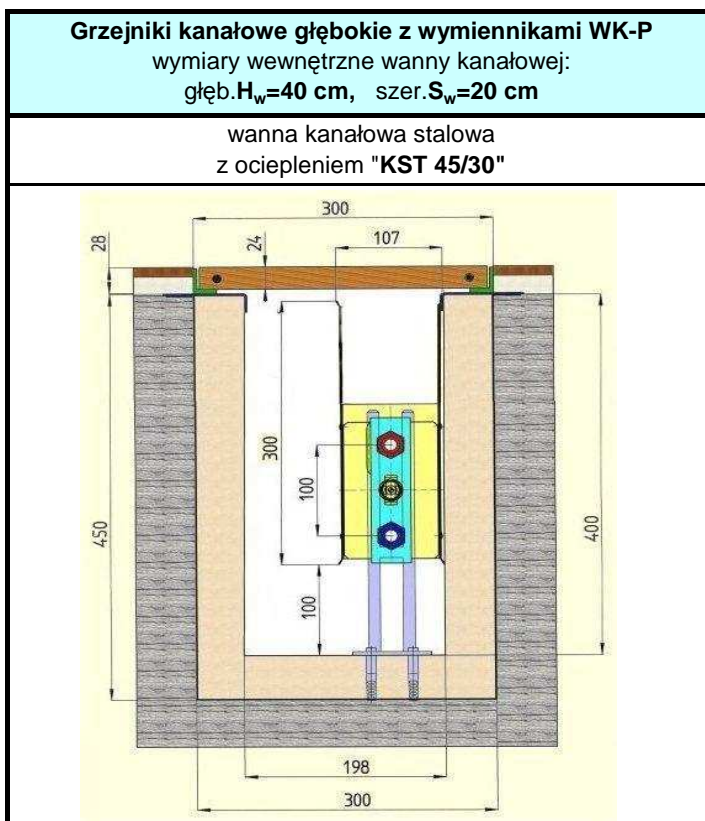 Grzejniki kanałowe głębokie z wymiennikami WK-P
wymiary wewnętrzne wanny kanałowej:
głęb.Hw=40 cm, szer.Sw=20 cm
wanna kanałowa stalowa
z ociepleniem "KST 45/30"
300
28
24
107
300
100
450
400
100
198
300